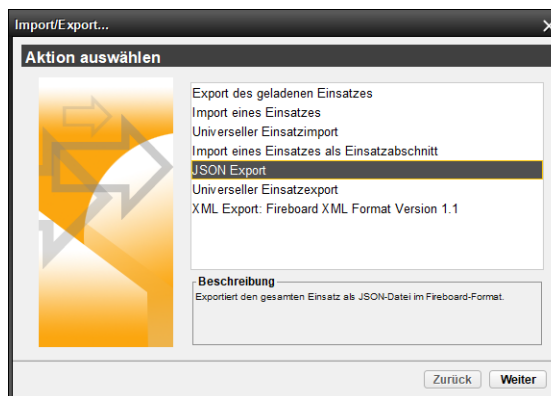 Import/Export...
Aktion auswählen
Export des geladenen Einsatzes
Import eines Einsatzes
Universeller Einsatzimport
Import eines Einsatzes als Einsatzabschnitt
JSON Export
Universeller Einsatzexport
XML Export: Fireboard XML Format Version 1.1
Beschreibung
Exportiert den gesamten Einsatz als JSON-Datei im Fireboard-Format.
Zurück Weiter